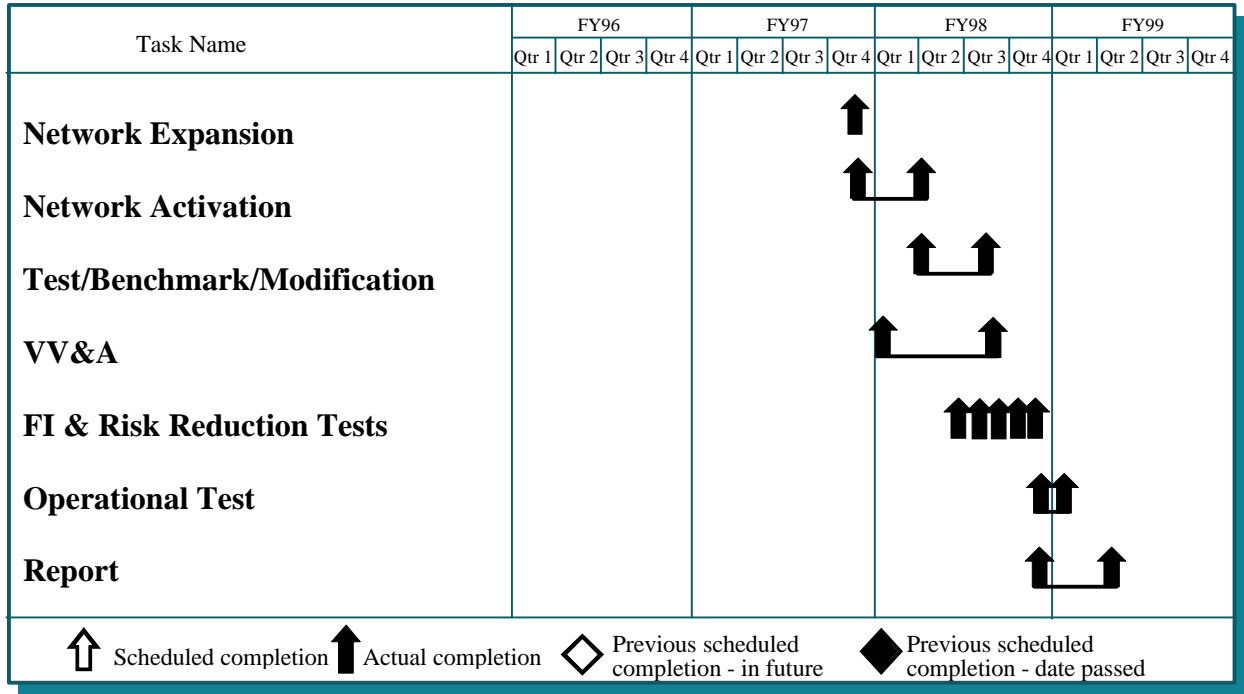 Task Name
FY96 FY97 FY98 FY99
Qtr 1 Qtr 2 Qtr 3 Qtr 4 Qtr 1 Qtr 2 Qtr 3 Qtr 4 Qtr 1 Qtr 2 Qtr 3 Qtr 4 Qtr 1 Qtr 2 Qtr 3 Qtr 4
Network Expansion
Network Activation
Test/Benchmark/Modification
VV&A
FI & Risk Reduction Tests
Operational Test
Report
Scheduled completion
Actual completion
Previous scheduled
completion - in future
Previous scheduled
completion - date passed